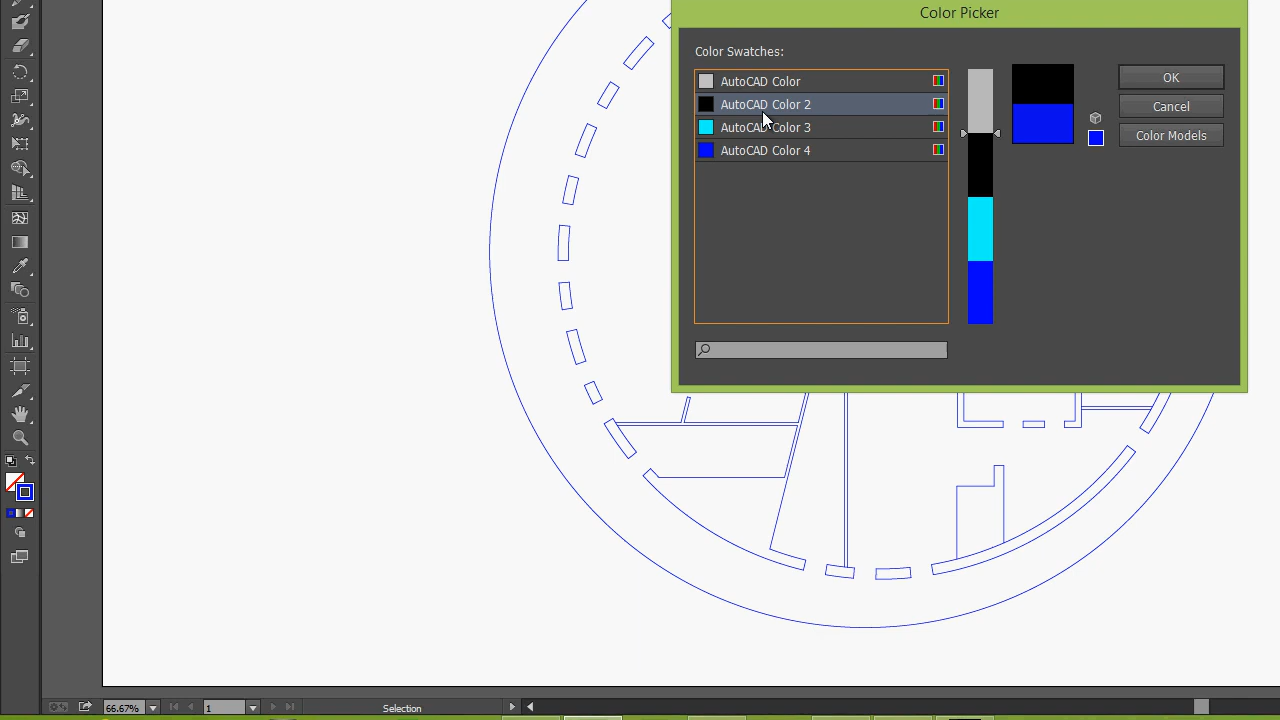 Color Picker
Color Swatches:
AutoCAD Color
AutoCAD Color 2
AutoCAD Color 3
AutoCAD Color 4
OK
Cancel
Color Models
66.67%
1
Selection